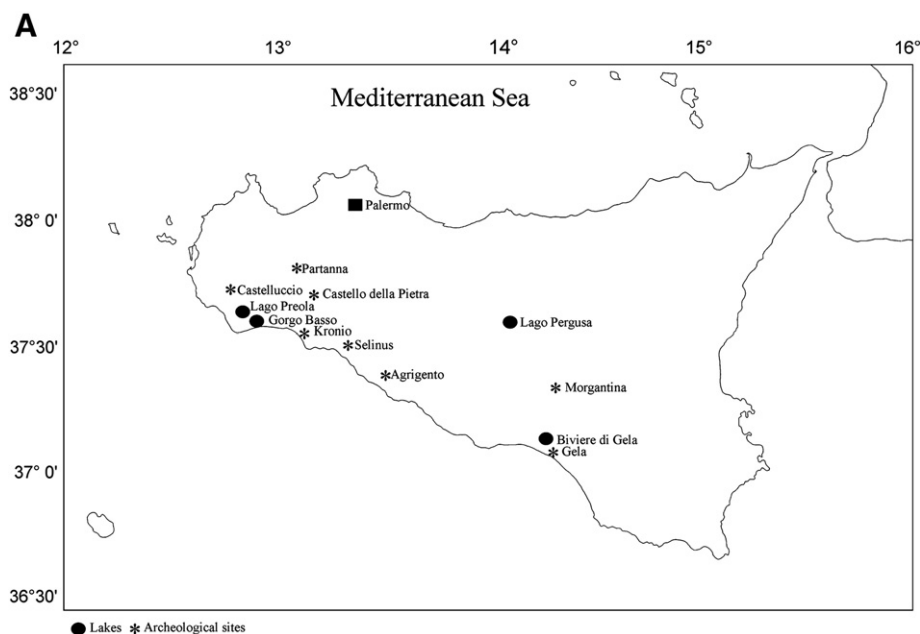 A
12° 13° 14° 15° 16°
38°30'
Mediterranean Sea
38° 0'
Palermo
Partanna
Castelluccio
Castello della Pietra
Lago Preola
Gorgo Basso
Lago Pergusa
Kronio
37°30'
Selinus
Agrigento
Morgantina
Biviere di Gela
Gela
37° 0'
36°30'
Lakes * Archeological sites